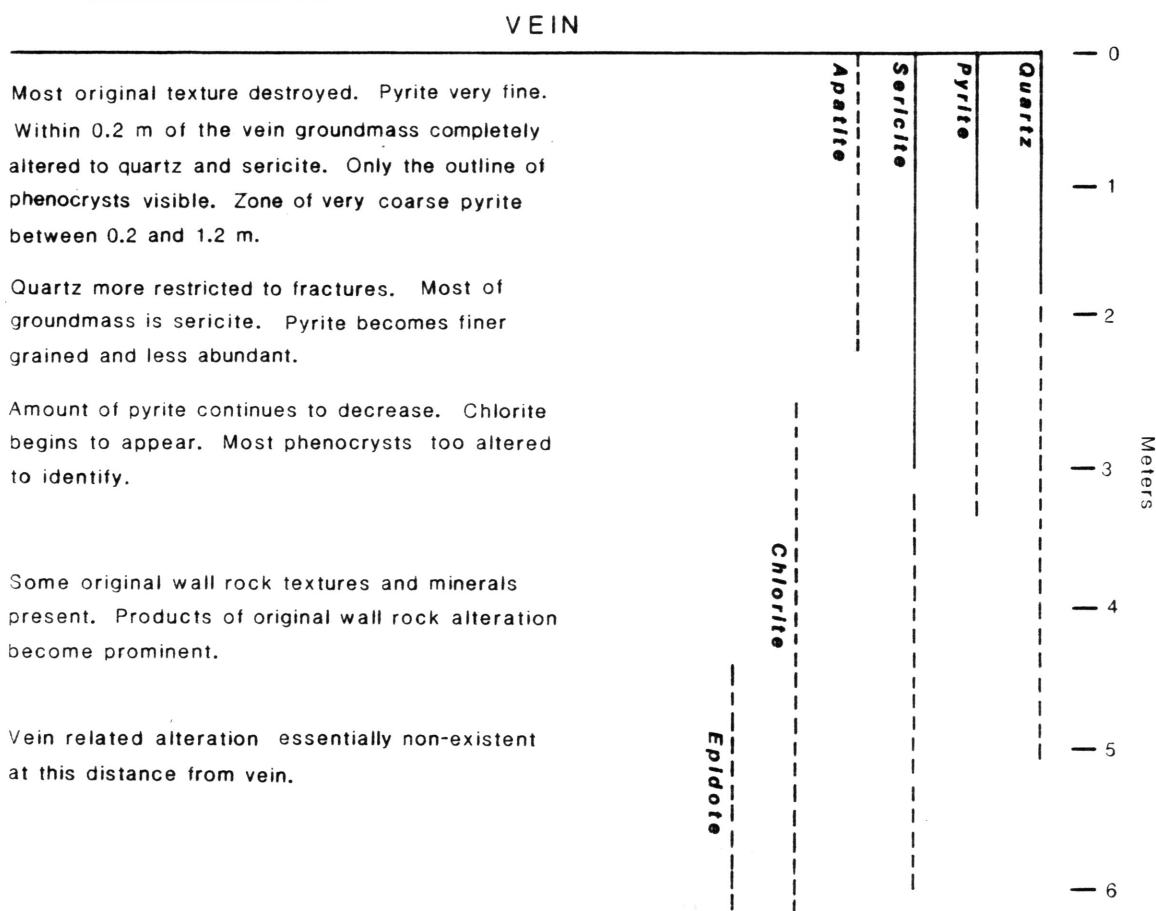 VEIN
Most original texture destroyed. Pyrite very fine.
Within 0.2 m of the vein groundmass completely
altered to quartz and sericite. Only the outline of
phenocrysts visible. Zone of very coarse pyrite
between 0.2 and 1.2 m.
Quartz more restricted to fractures. Most of
groundmass is sericite. Pyrite becomes finer
grained and less abundant.
Amount of pyrite continues to decrease. Chlorite
begins to appear. Most phenocrysts too altered
to identify.
Some original wall rock textures and minerals
present. Products of original wall rock alteration
become prominent.
Vein related alteration essentially non-existent
at this distance from vein.
Epidote
Chlorite
Apatite
Sericite
Pyrite
Quartz
0
1
2
3
4
5
6
Meters